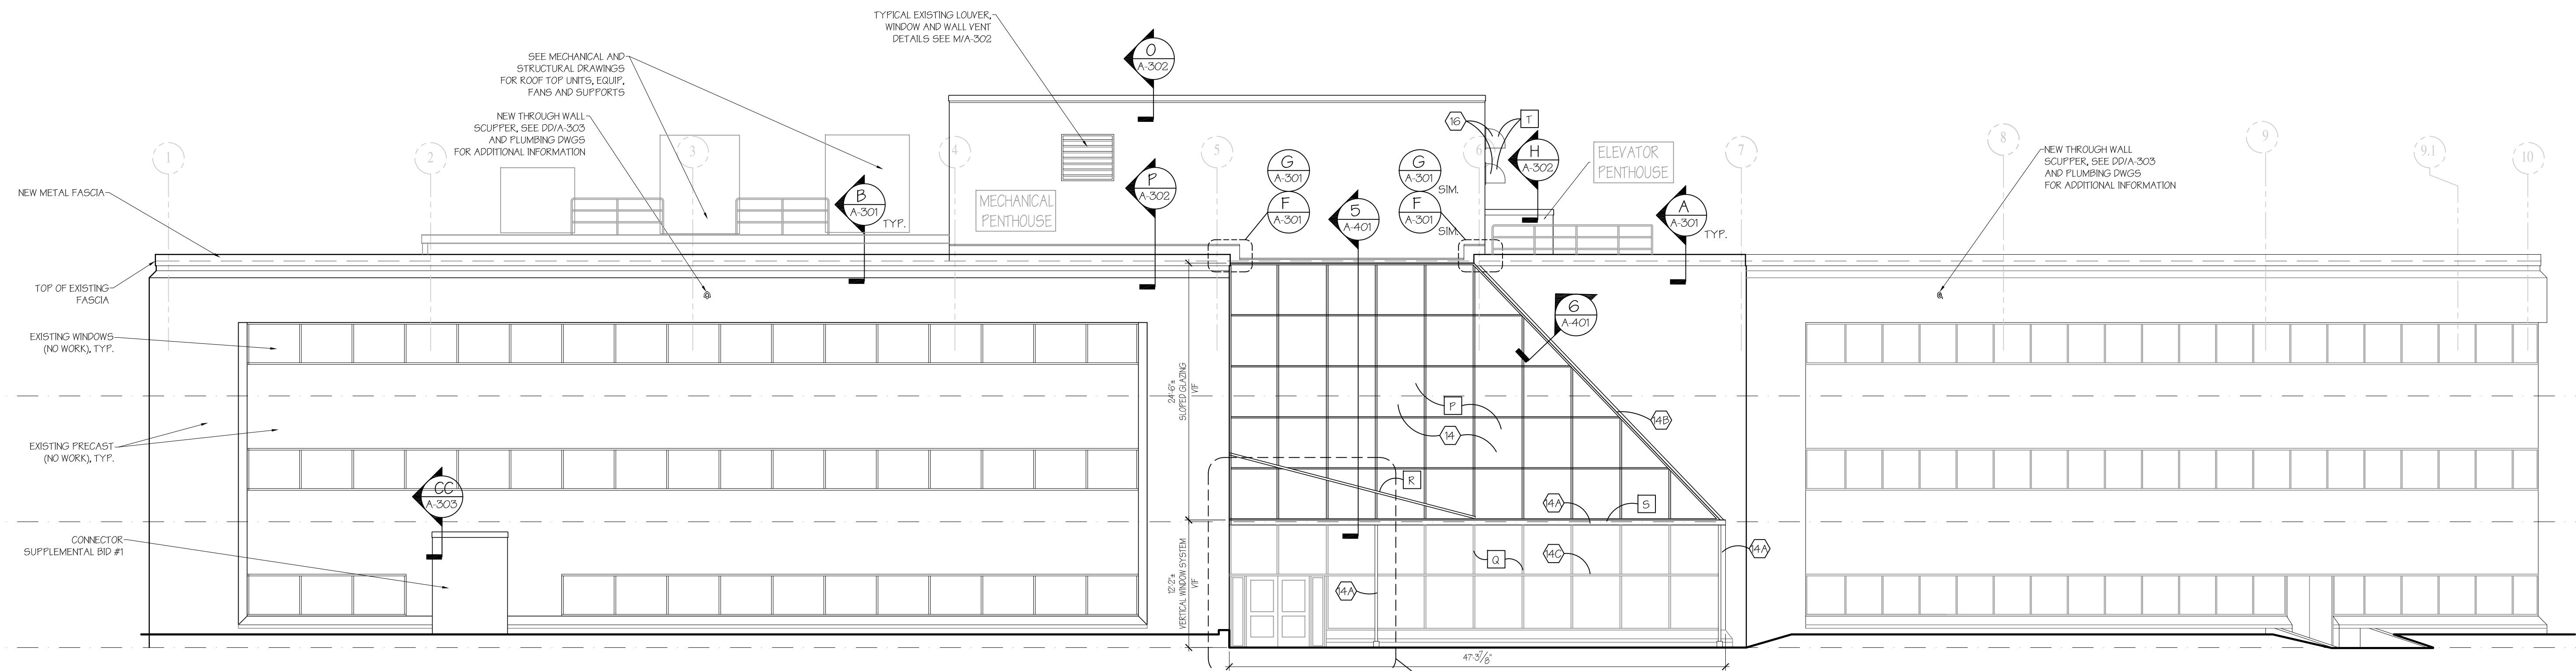 TYPICAL EXISTING LOUVER,
WINDOW AND WALL VENT
DETAILS SEE M/A-302
SEE MECHANICAL AND
STRUCTURAL DRAWINGS
FOR ROOF TOP UNITS, EQUIP,
FANS AND SUPPORTS
NEW THROUGH WALL
SCUPPER, SEE DD/A-303
AND PLUMBING DWGS
FOR ADDITIONAL INFORMATION
NEW METAL FASCIA
TOP OF EXISTING
FASCIA
EXISTING WINDOWS
(NO WORK), TYP.
EXISTING PRECAST
(NO WORK), TYP.
CONNECTOR
SUPPLEMENTAL BID #1
1
2
3
4
5
6
7
8
9
9.1
10
O
A-302
P
A-302
B
A-301
TYP.
MECHANICAL
PENTHOUSE
G
A-301
F
A-301
5
A-401
G
A-301
SIM.
F
A-301
SIM.
16
T
H
A-302
ELEVATOR
PENTHOUSE
A
A-301
TYP.
NEW THROUGH WALL
SCUPPER, SEE DD/A-303
AND PLUMBING DWGS
FOR ADDITIONAL INFORMATION
6
A-401
CC
A-303
24'-6"±
SLOPED GLAZING
VIF
P
14
14B
R
14A
S
12'-2"±
VERTICAL WINDOW SYSTEM
VIF
Q
14C
14A
14A
47'-3 7/8"